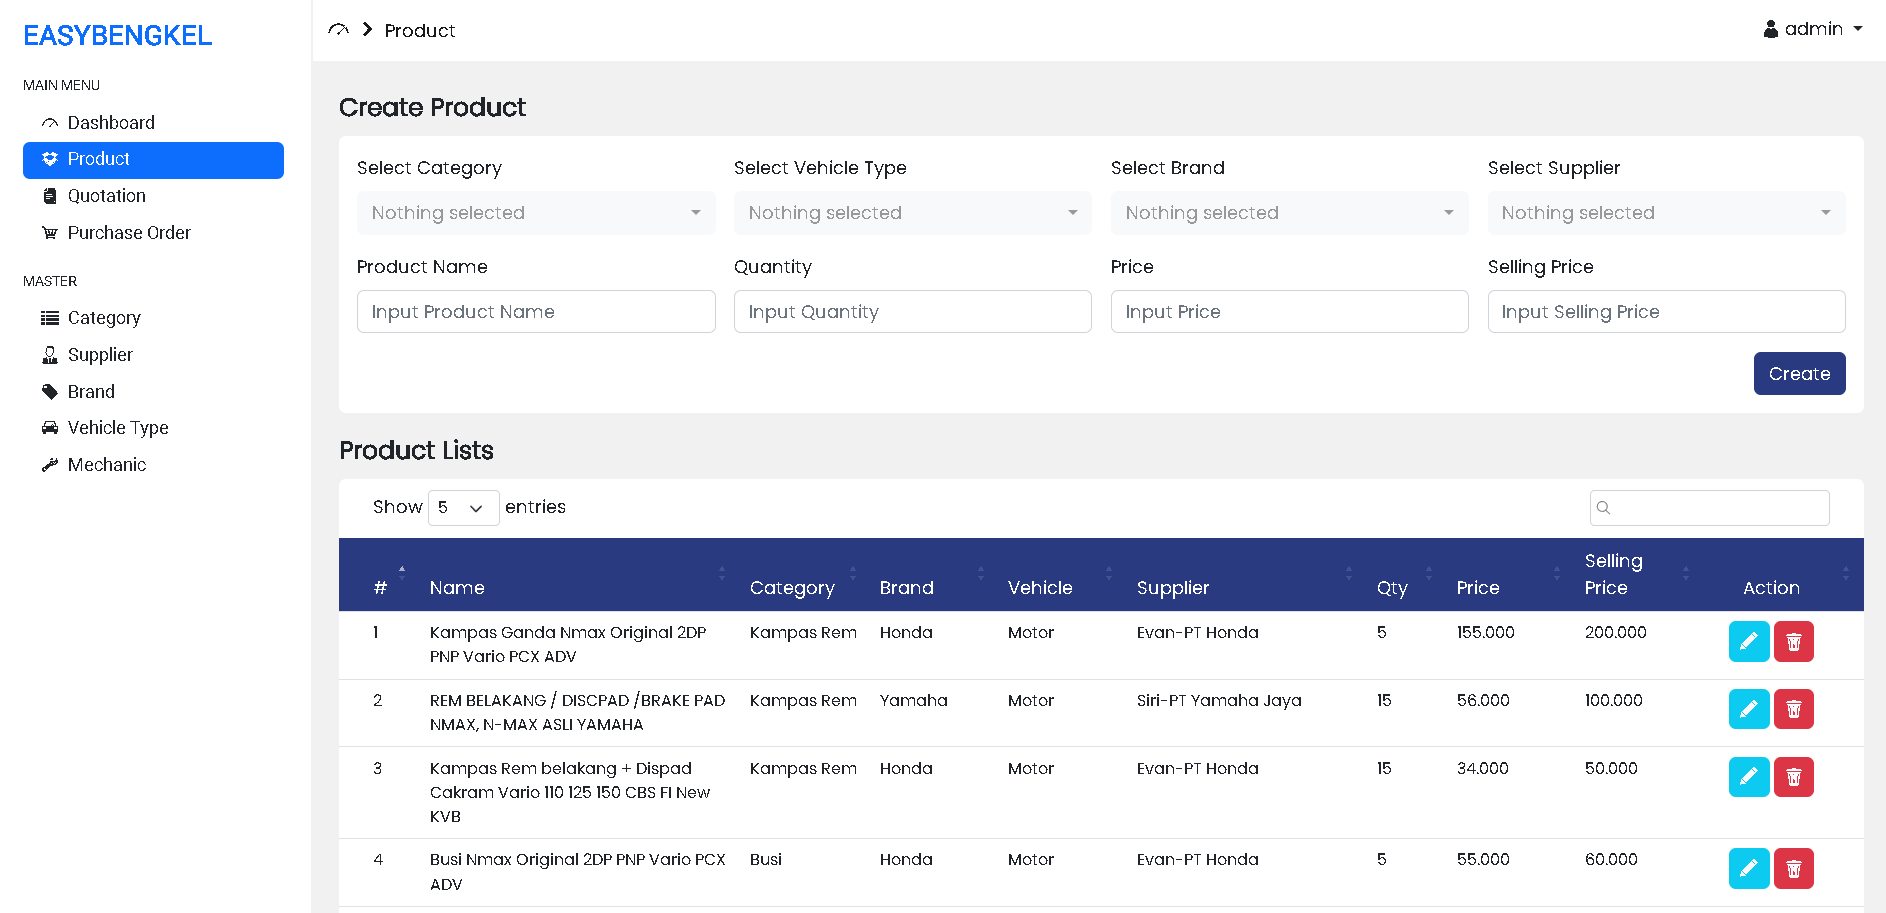 EASYBENGKEL
MAIN MENU
Dashboard
Product
Quotation
Purchase Order
MASTER
Category
Supplier
Brand
Vehicle Type
Mechanic
Product
admin
Create Product
Select Category Select Vehicle Type Select Brand Select Supplier
Nothing selected Nothing selected Nothing selected Nothing selected
Product Name Quantity Price Selling Price
Input Product Name Input Quantity Input Price Input Selling Price
Create
Product Lists
Show 5 entries
# Name Category Brand Vehicle Supplier Qty Price Selling Price Action
1 Kampas Ganda Nmax Original 2DP Kampas Rem Honda Motor Evan-PT Honda 5 155.000 200.000
PNP Vario PCX ADV
2 REM BELAKANG / DISCPAD /BRAKE PAD Kampas Rem Yamaha Motor Siri-PT Yamaha Jaya 15 56.000 100.000
NMAX, N-MAX ASLI YAMAHA
3 Kampas Rem belakang + Dispad Kampas Rem Honda Motor Evan-PT Honda 15 34.000 50.000
Cakram Vario 110 125 150 CBS FI New
KVB
4 Busi Nmax Original 2DP PNP Vario PCX Busi Honda Motor Evan-PT Honda 5 55.000 60.000
ADV